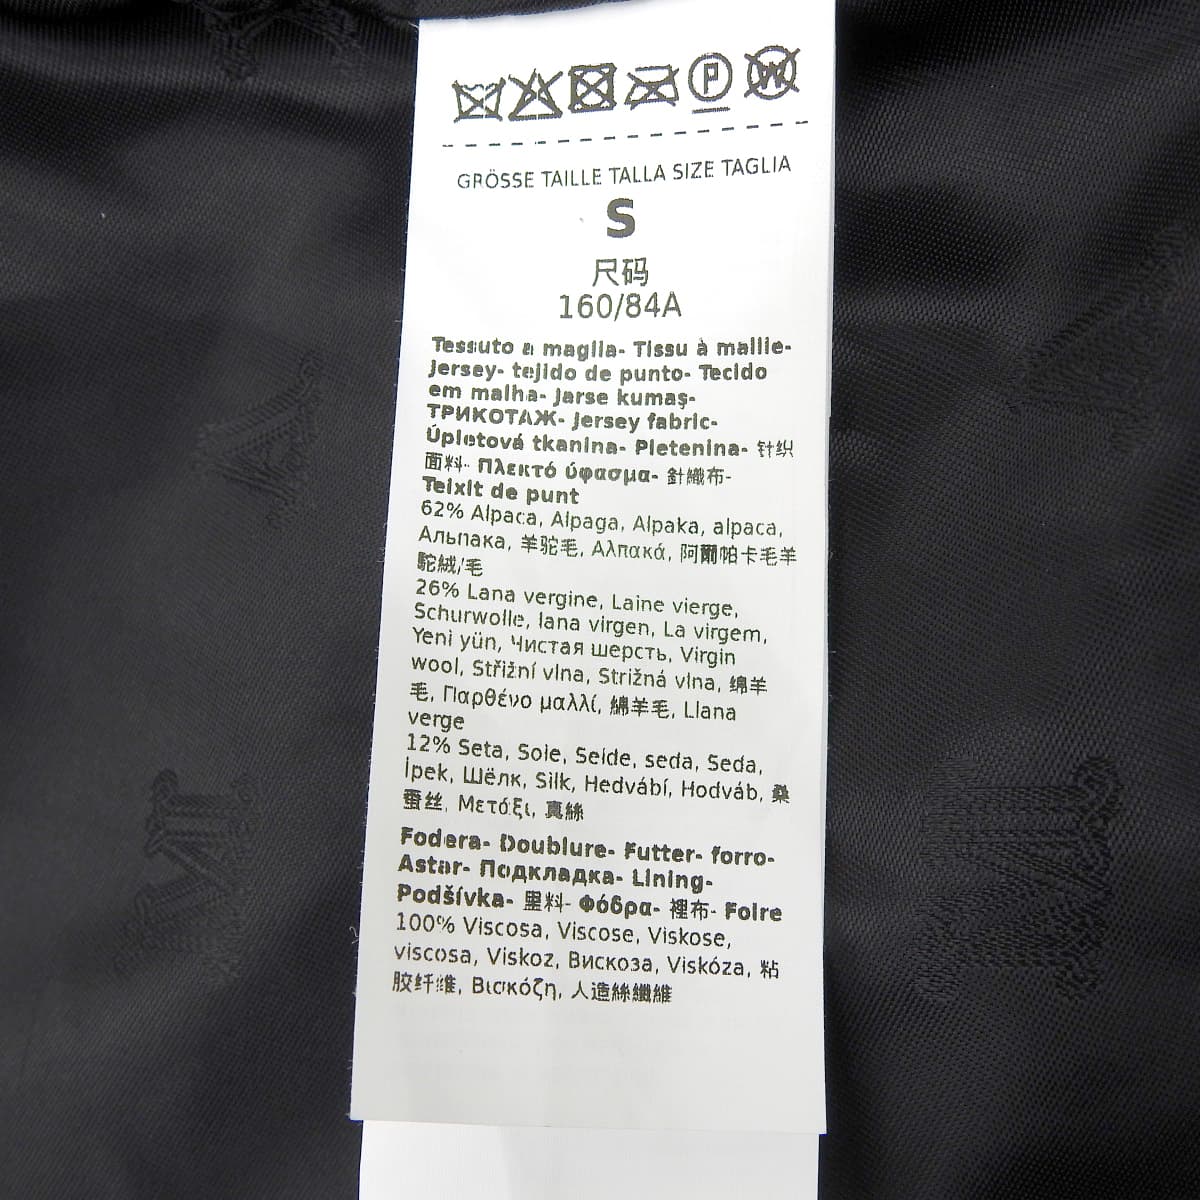 GRÖSSE TAILLE TALLA SIZE TAGLIA
S
尺码
160/84A
Tessuto a maglia- Tissu à mallie-
Jersey- tejido de punto- Tecido
em malha- Jarse kumaş-
ТРИКОТАЖ- Jersey fabric-
Úpletová tkanina- Pletenina- 针织
面料- Πλεκτό ύφασμα- 針織布-
Teixit de punt
62% Alpaca, Alpaga, Alpaka, alpaca,
Альпака, 羊驼毛, Αλπακά, 阿爾帕卡毛羊
駝絨/毛
26% Lana vergine, Laine vierge,
Schurwolle, lana virgen, La virgem,
Yeni yün, Чистая шерсть, Virgin
wool, Střižní vlna, Strižná vlna, 绵羊
毛, Παρθένο μαλλί, 綿羊毛, Llana
verge
12% Seta, Soie, Seide, seda, Seda,
İpek, Шёлк, Silk, Hedvábí, Hodváb, 桑
蚕丝, Μετάξι, 真絲
Fodera- Doublure- Futter- forro-
Astar- Подкладка- Lining-
Podšívka- 里料- Φόδρα- 裡布- Folre
100% Viscosa, Viscose, Viskose,
viscosa, Viskoz, Вискоза, Viskóza, 粘
胶纤维, Βισκόζη, 人造絲纖維